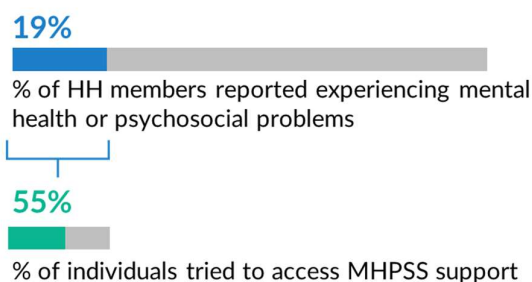 19%
% of HH members reported experiencing mental
health or psychosocial problems
55%
% of individuals tried to access MHPSS support